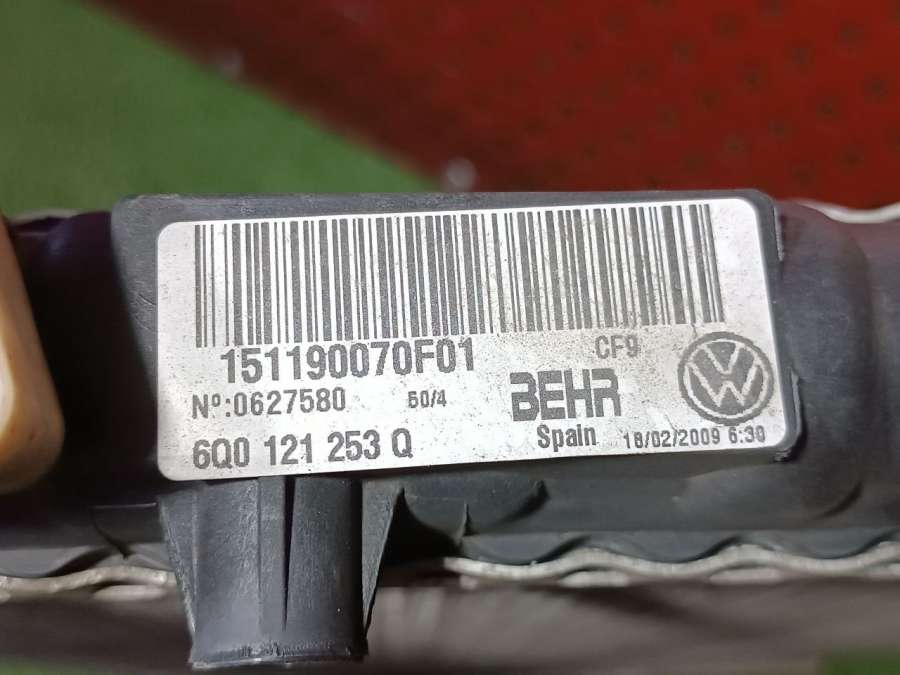 151190070F01
CF9
Nº:0627580 50/4 BEHR
6Q0 121 253 Q Spain 18/02/2009 6:30